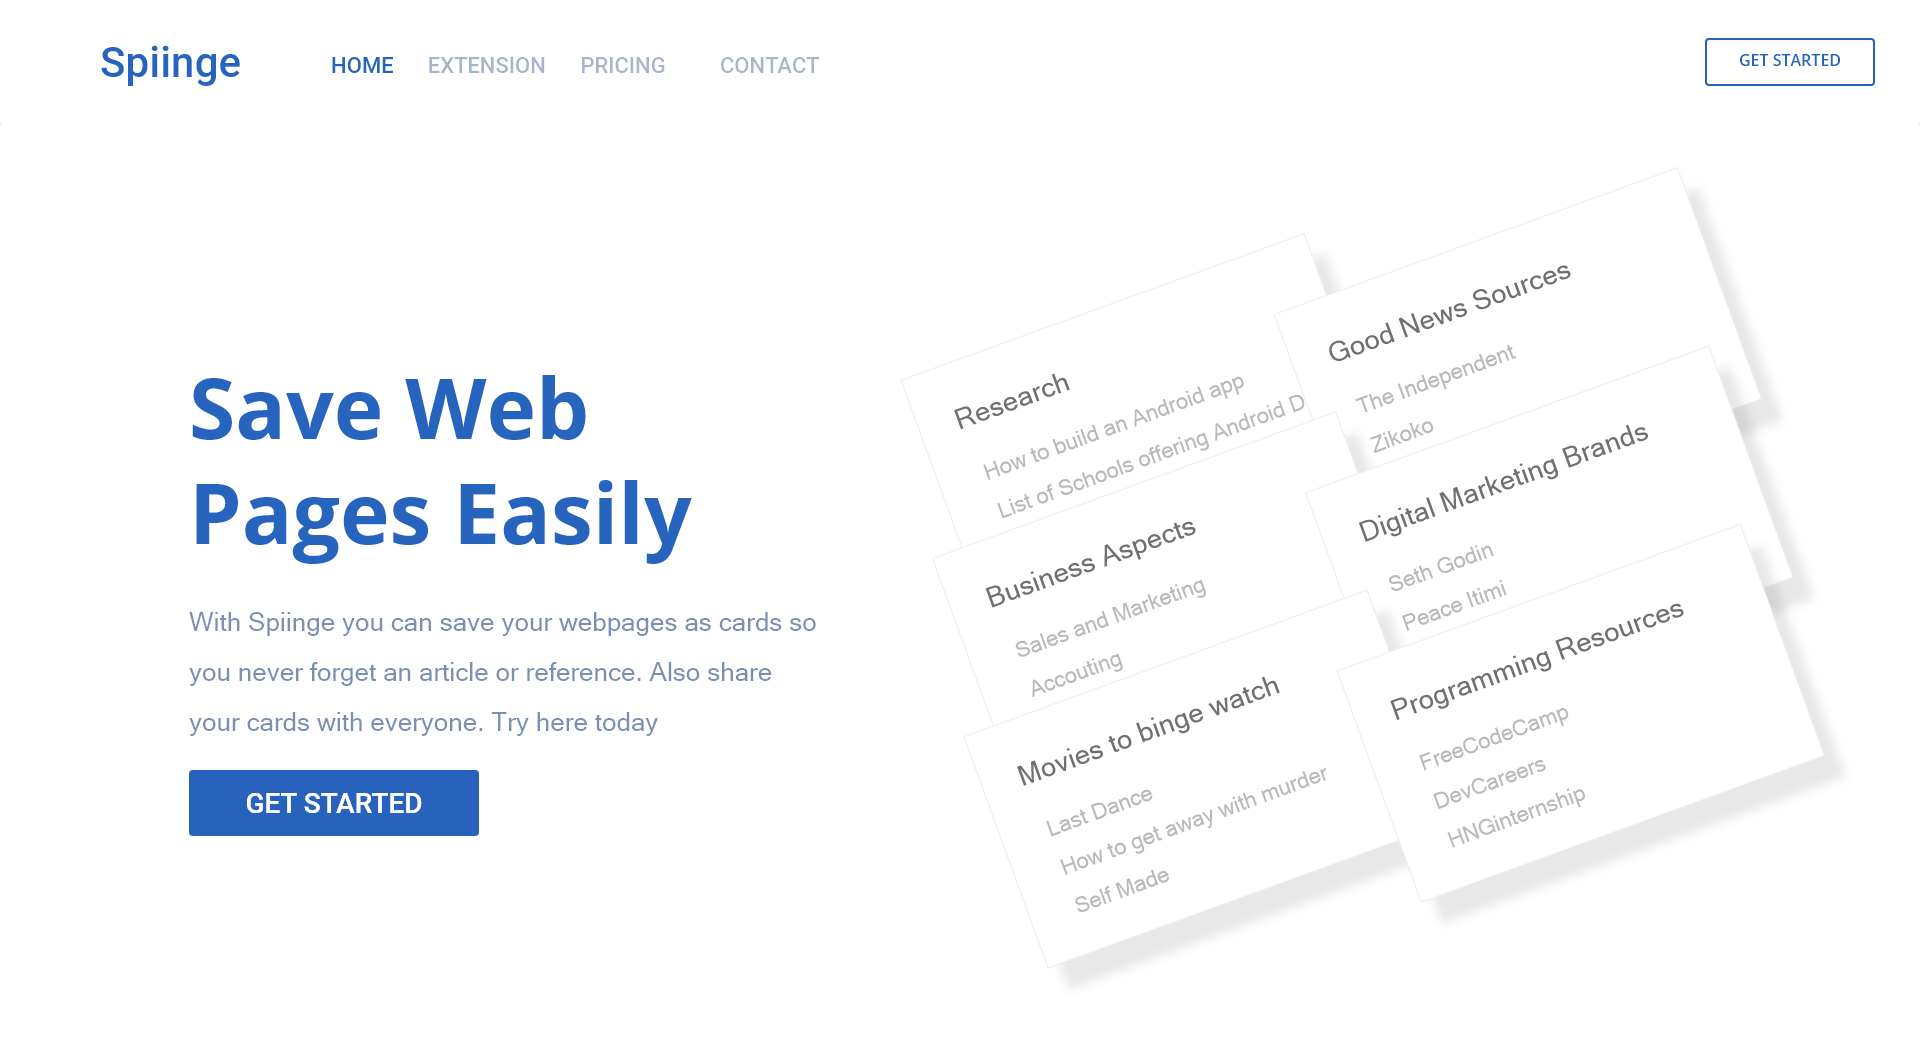 Spiinge
HOME
EXTENSION
PRICING
CONTACT
GET STARTED
Save Web
Pages Easily
With Spiinge you can save your webpages as cards so
you never forget an article or reference. Also share
your cards with everyone. Try here today
GET STARTED
Research
How to build an Android app
List of Schools offering Android D
Good News Sources
The Independent
Zikoko
Business Aspects
Sales and Marketing
Accouting
Digital Marketing Brands
Seth Godin
Peace Itimi
Movies to binge watch
Last Dance
How to get away with murder
Self Made
Programming Resources
FreeCodeCamp
DevCareers
HNGinternship